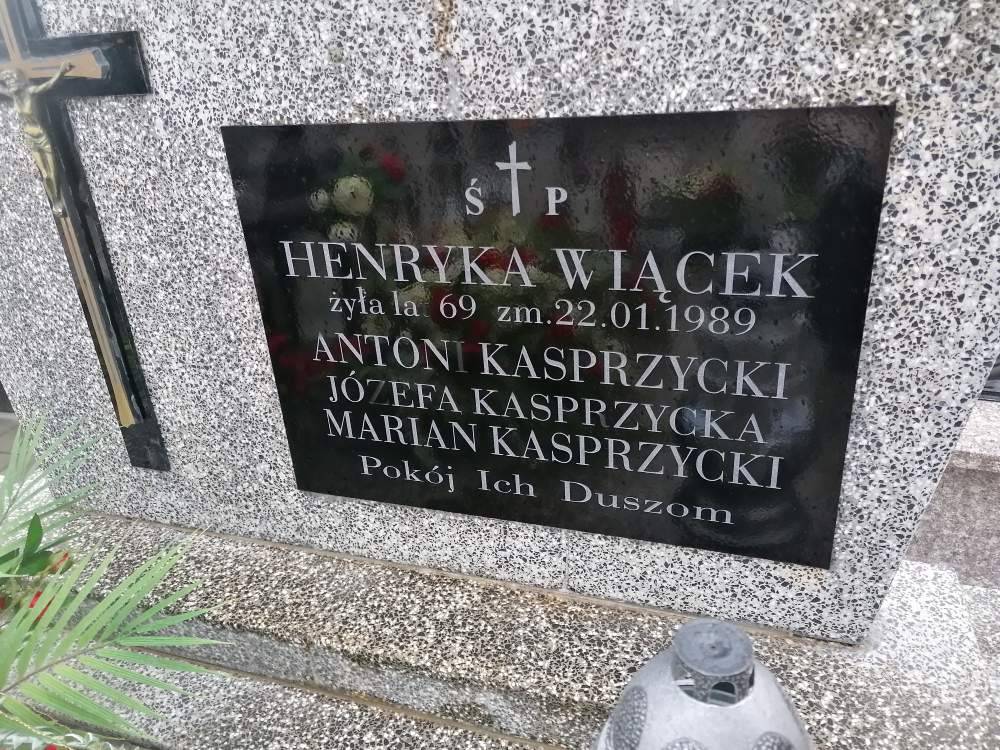 Ś P
HENRYKA WIĄCEK
żyła la 69 zm.22.01.1989
ANTONI KASPRZYCKI
JÓZEFA KASPRZYCKA
MARIAN KASPRZYCKI
Pokój Ich Duszom